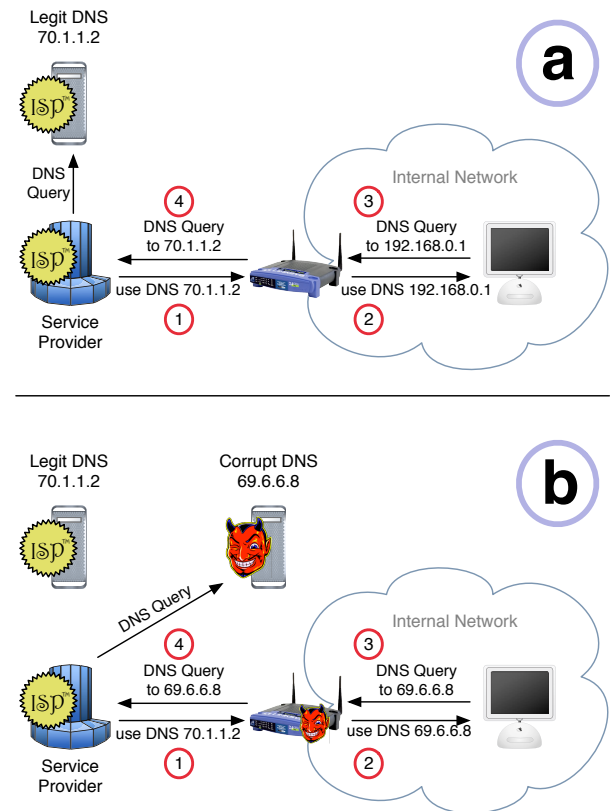 Legit DNS
70.1.1.2
a
ISP™
DNS
Query
4
3
Internal Network
DNS Query
to 70.1.1.2
DNS Query
to 192.168.0.1
ISP™
use DNS 70.1.1.2
use DNS 192.168.0.1
1
2
Service
Provider
Legit DNS
70.1.1.2
Corrupt DNS
69.6.6.8
b
ISP™
DNS Query
4
3
Internal Network
DNS Query
to 69.6.6.8
DNS Query
to 69.6.6.8
ISP™
use DNS 70.1.1.2
use DNS 69.6.6.8
1
2
Service
Provider